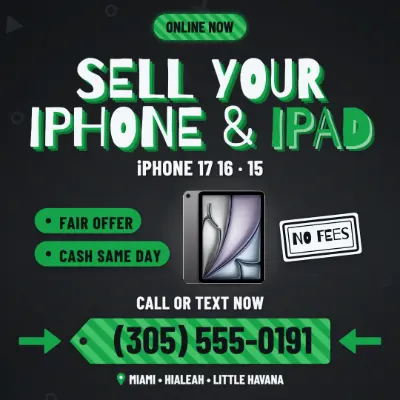 ONLINE NOW
SELL YOUR
IPHONE & IPAD
iPHONE 17 16 · 15
• FAIR OFFER
• CASH SAME DAY
NO FEES
CALL OR TEXT NOW
(305) 555-0191
MIAMI • HIALEAH • LITTLE HAVANA